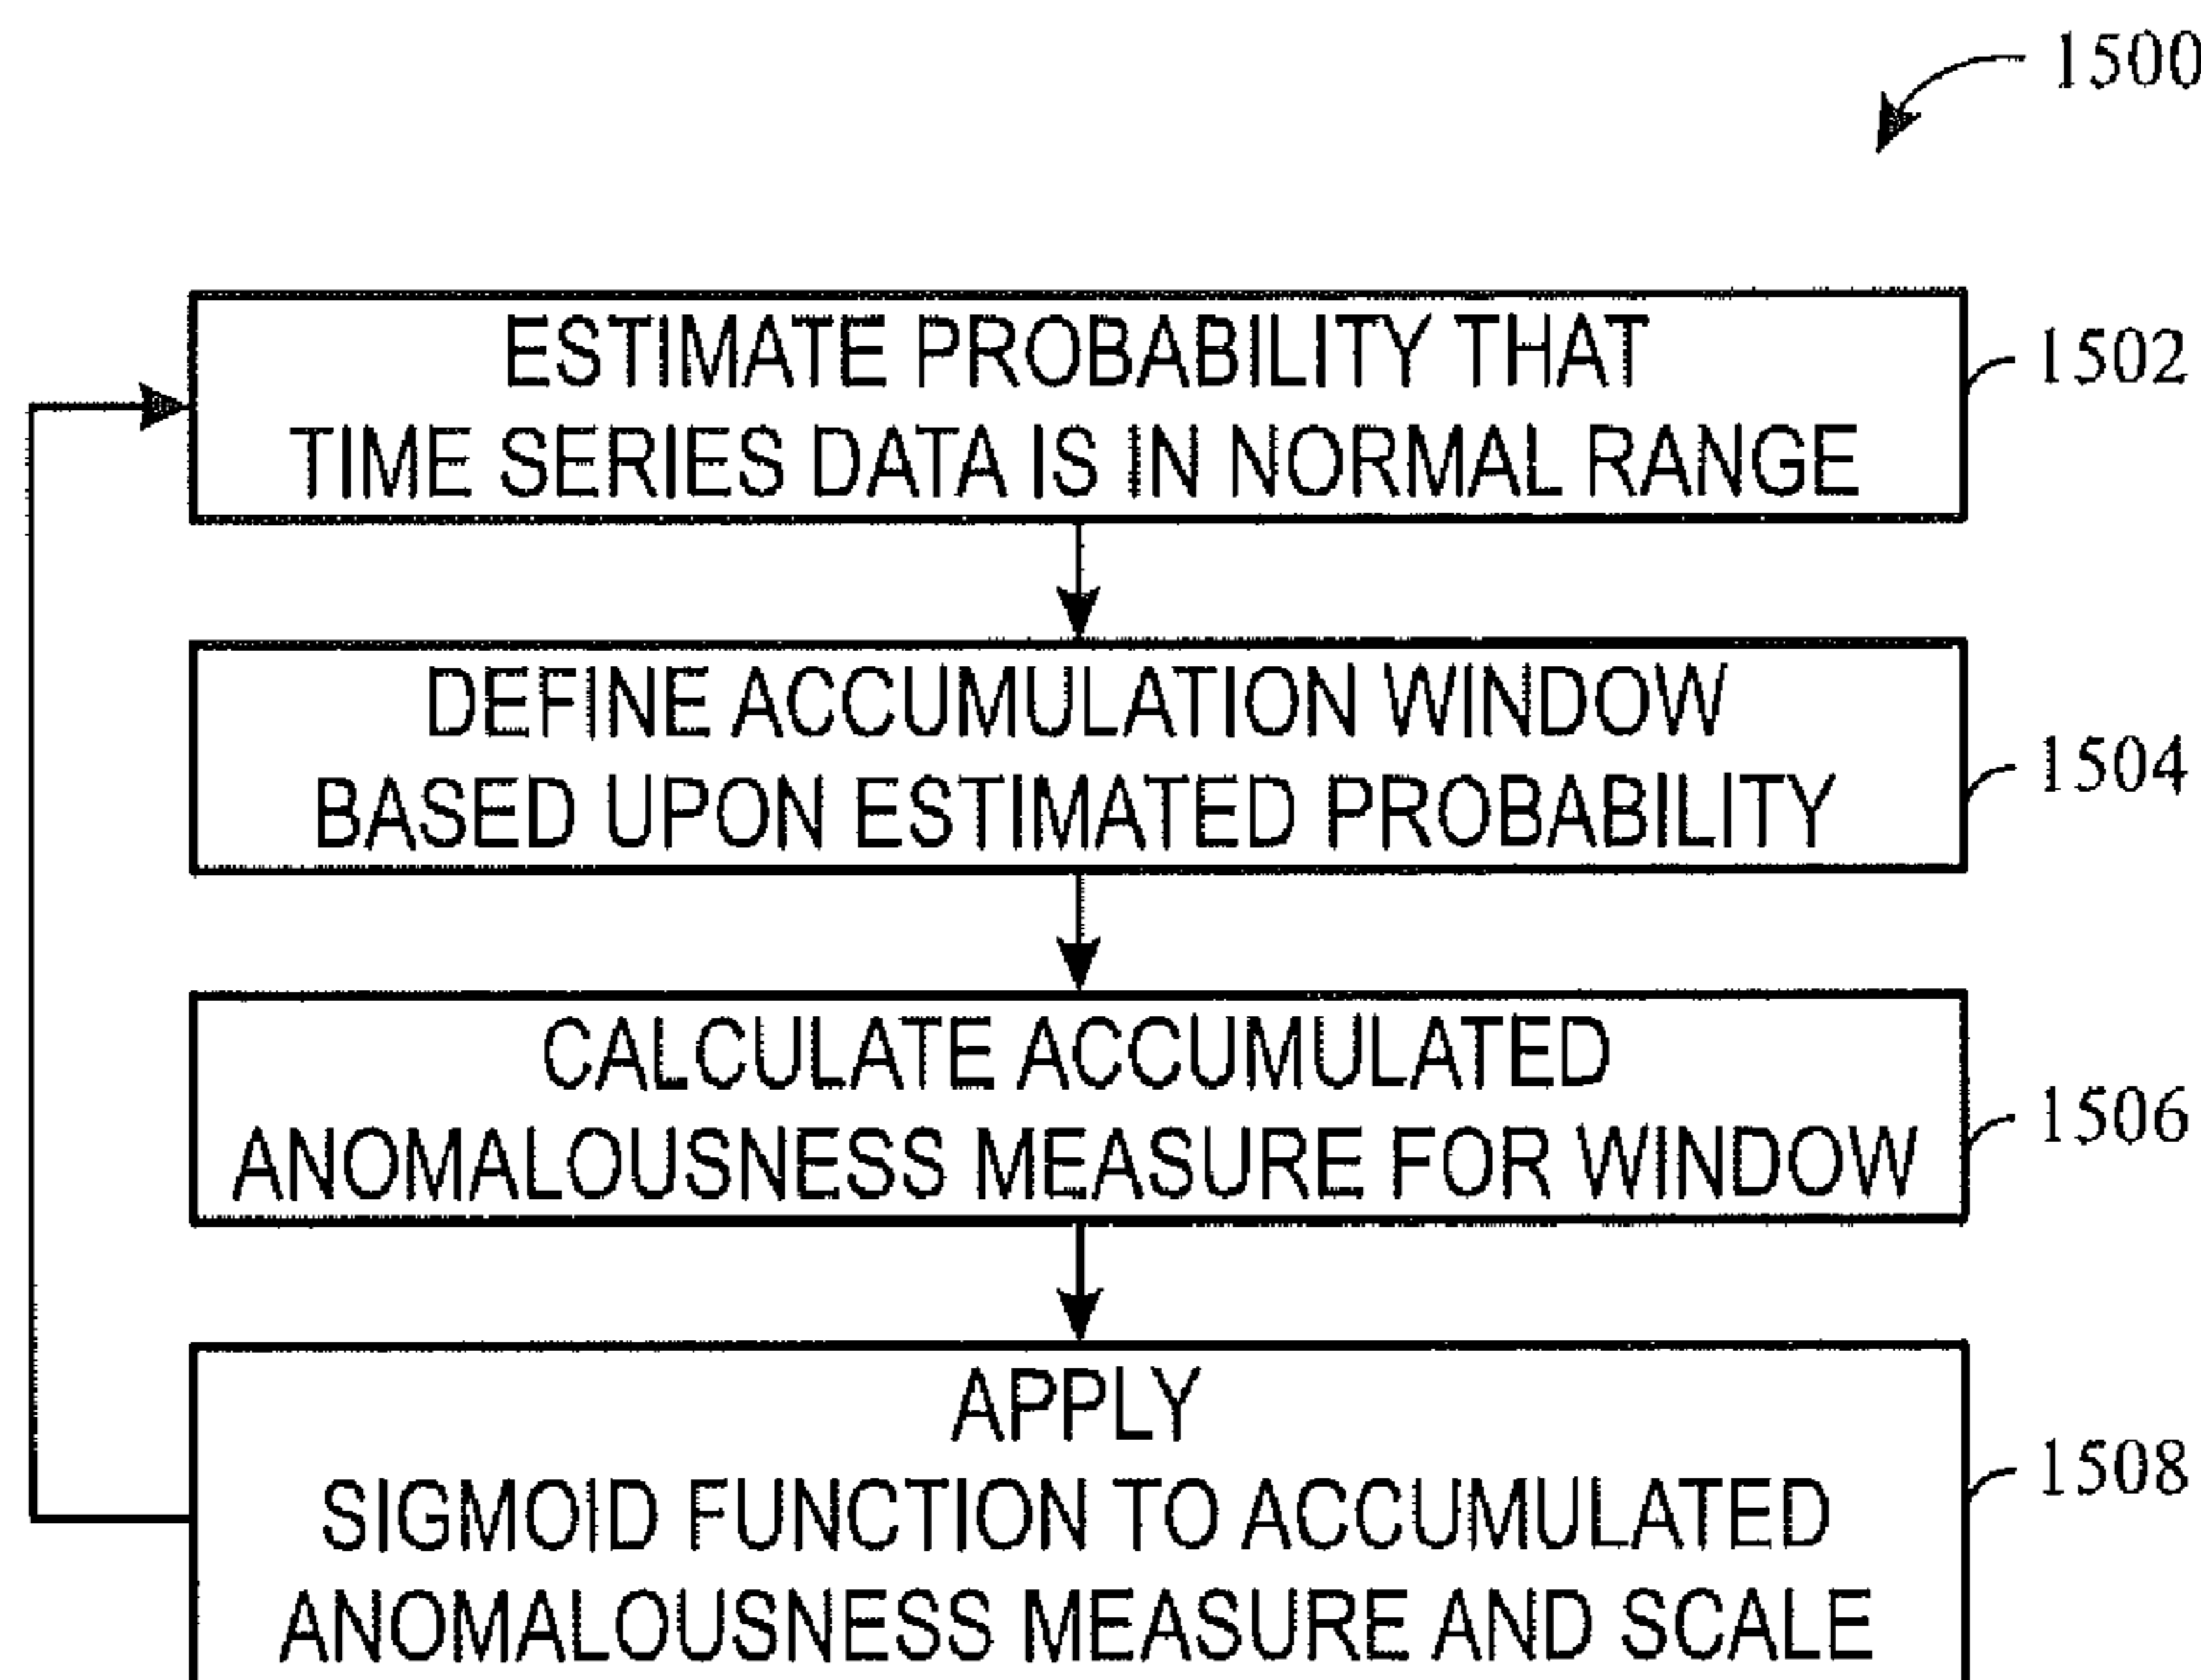 1500
ESTIMATE PROBABILITY THAT
TIME SERIES DATA IS IN NORMAL RANGE
1502
DEFINE ACCUMULATION WINDOW
BASED UPON ESTIMATED PROBABILITY
1504
CALCULATE ACCUMULATED
ANOMALOUSNESS MEASURE FOR WINDOW
1506
APPLY
SIGMOID FUNCTION TO ACCUMULATED
ANOMALOUSNESS MEASURE AND SCALE
1508